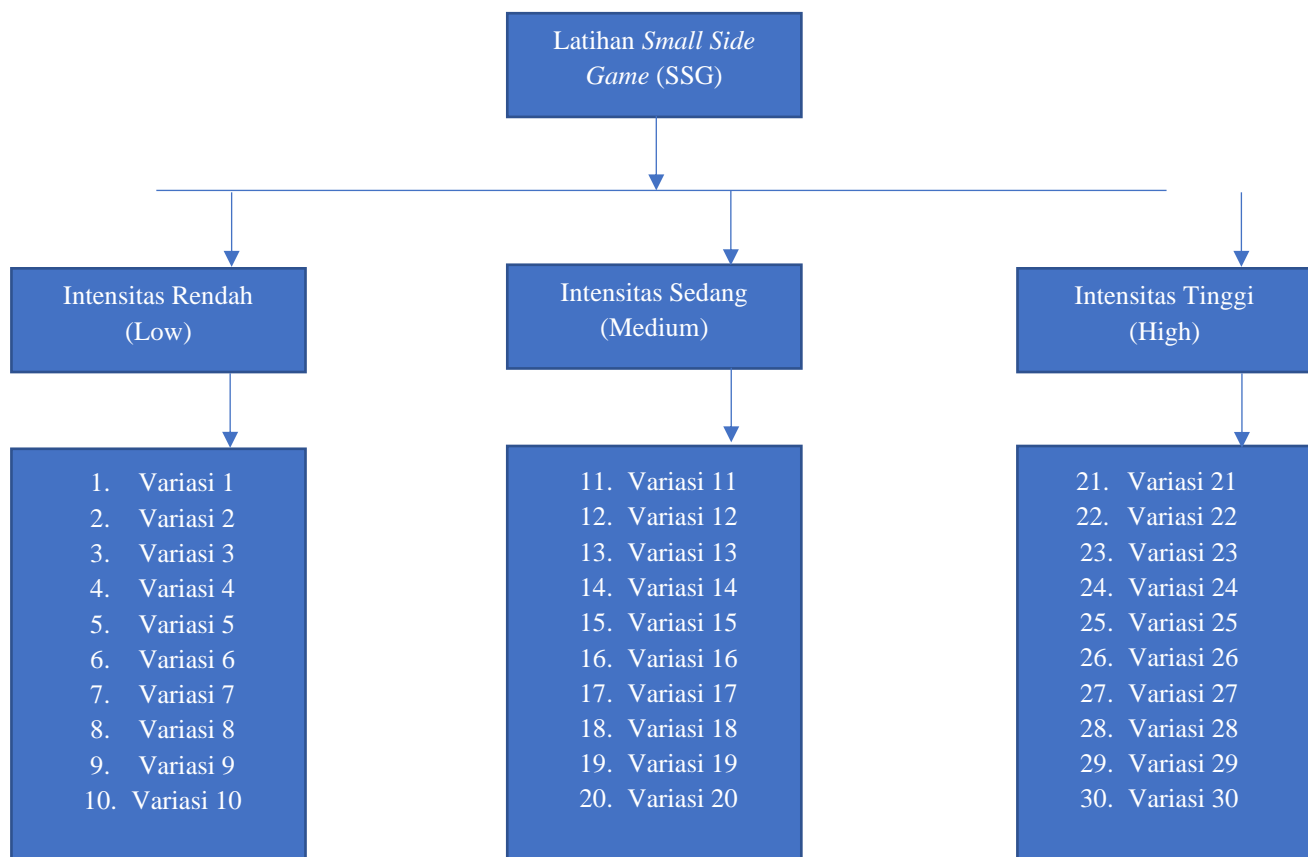 Latihan Small Side
Game (SSG)
Intensitas Rendah
(Low)
Intensitas Sedang
(Medium)
Intensitas Tinggi
(High)
1. Variasi 1
2. Variasi 2
3. Variasi 3
4. Variasi 4
5. Variasi 5
6. Variasi 6
7. Variasi 7
8. Variasi 8
9. Variasi 9
10. Variasi 10
11. Variasi 11
12. Variasi 12
13. Variasi 13
14. Variasi 14
15. Variasi 15
16. Variasi 16
17. Variasi 17
18. Variasi 18
19. Variasi 19
20. Variasi 20
21. Variasi 21
22. Variasi 22
23. Variasi 23
24. Variasi 24
25. Variasi 25
26. Variasi 26
27. Variasi 27
28. Variasi 28
29. Variasi 29
30. Variasi 30